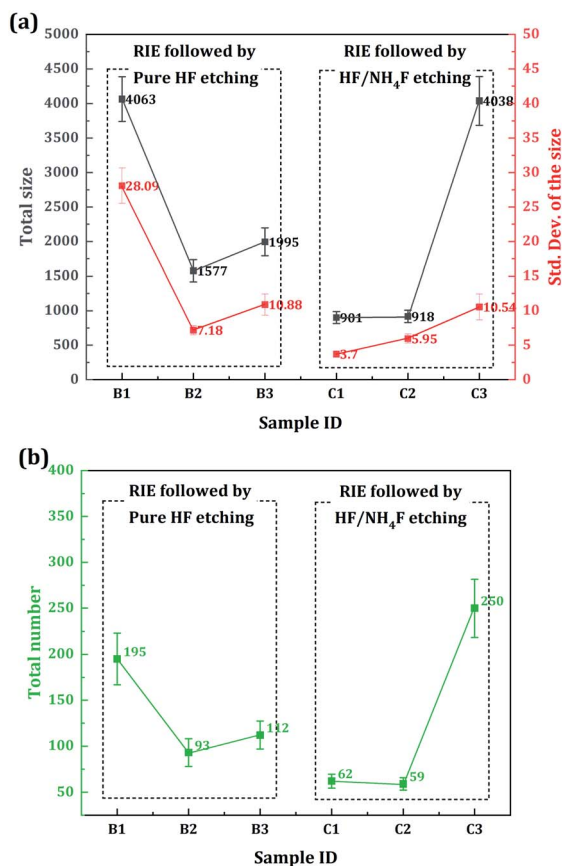 (a)
RIE followed by
Pure HF etching
RIE followed by
HF/NH₄F etching
Total size
5000
4500
4000
3500
3000
2500
2000
1500
1000
500
0
4063
1577
1995
901
918
4038
28.09
7.18
10.88
3.7
5.95
10.54
50
45
40
35
30
25
20
15
10
5
0
Std. Dev. of the size
B1 B2 B3 C1 C2 C3
Sample ID
(b)
RIE followed by
Pure HF etching
RIE followed by
HF/NH₄F etching
Total number
400
350
300
250
200
150
100
50
195
93
112
62
59
250
B1 B2 B3 C1 C2 C3
Sample ID